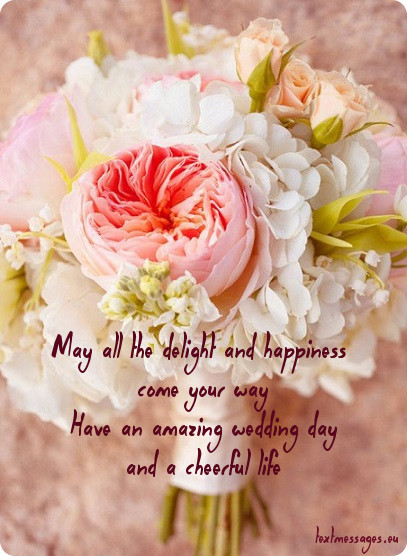 May all the delight and happiness
come your way
Have an amazing wedding day
and a cheerful life
textmessages.eu